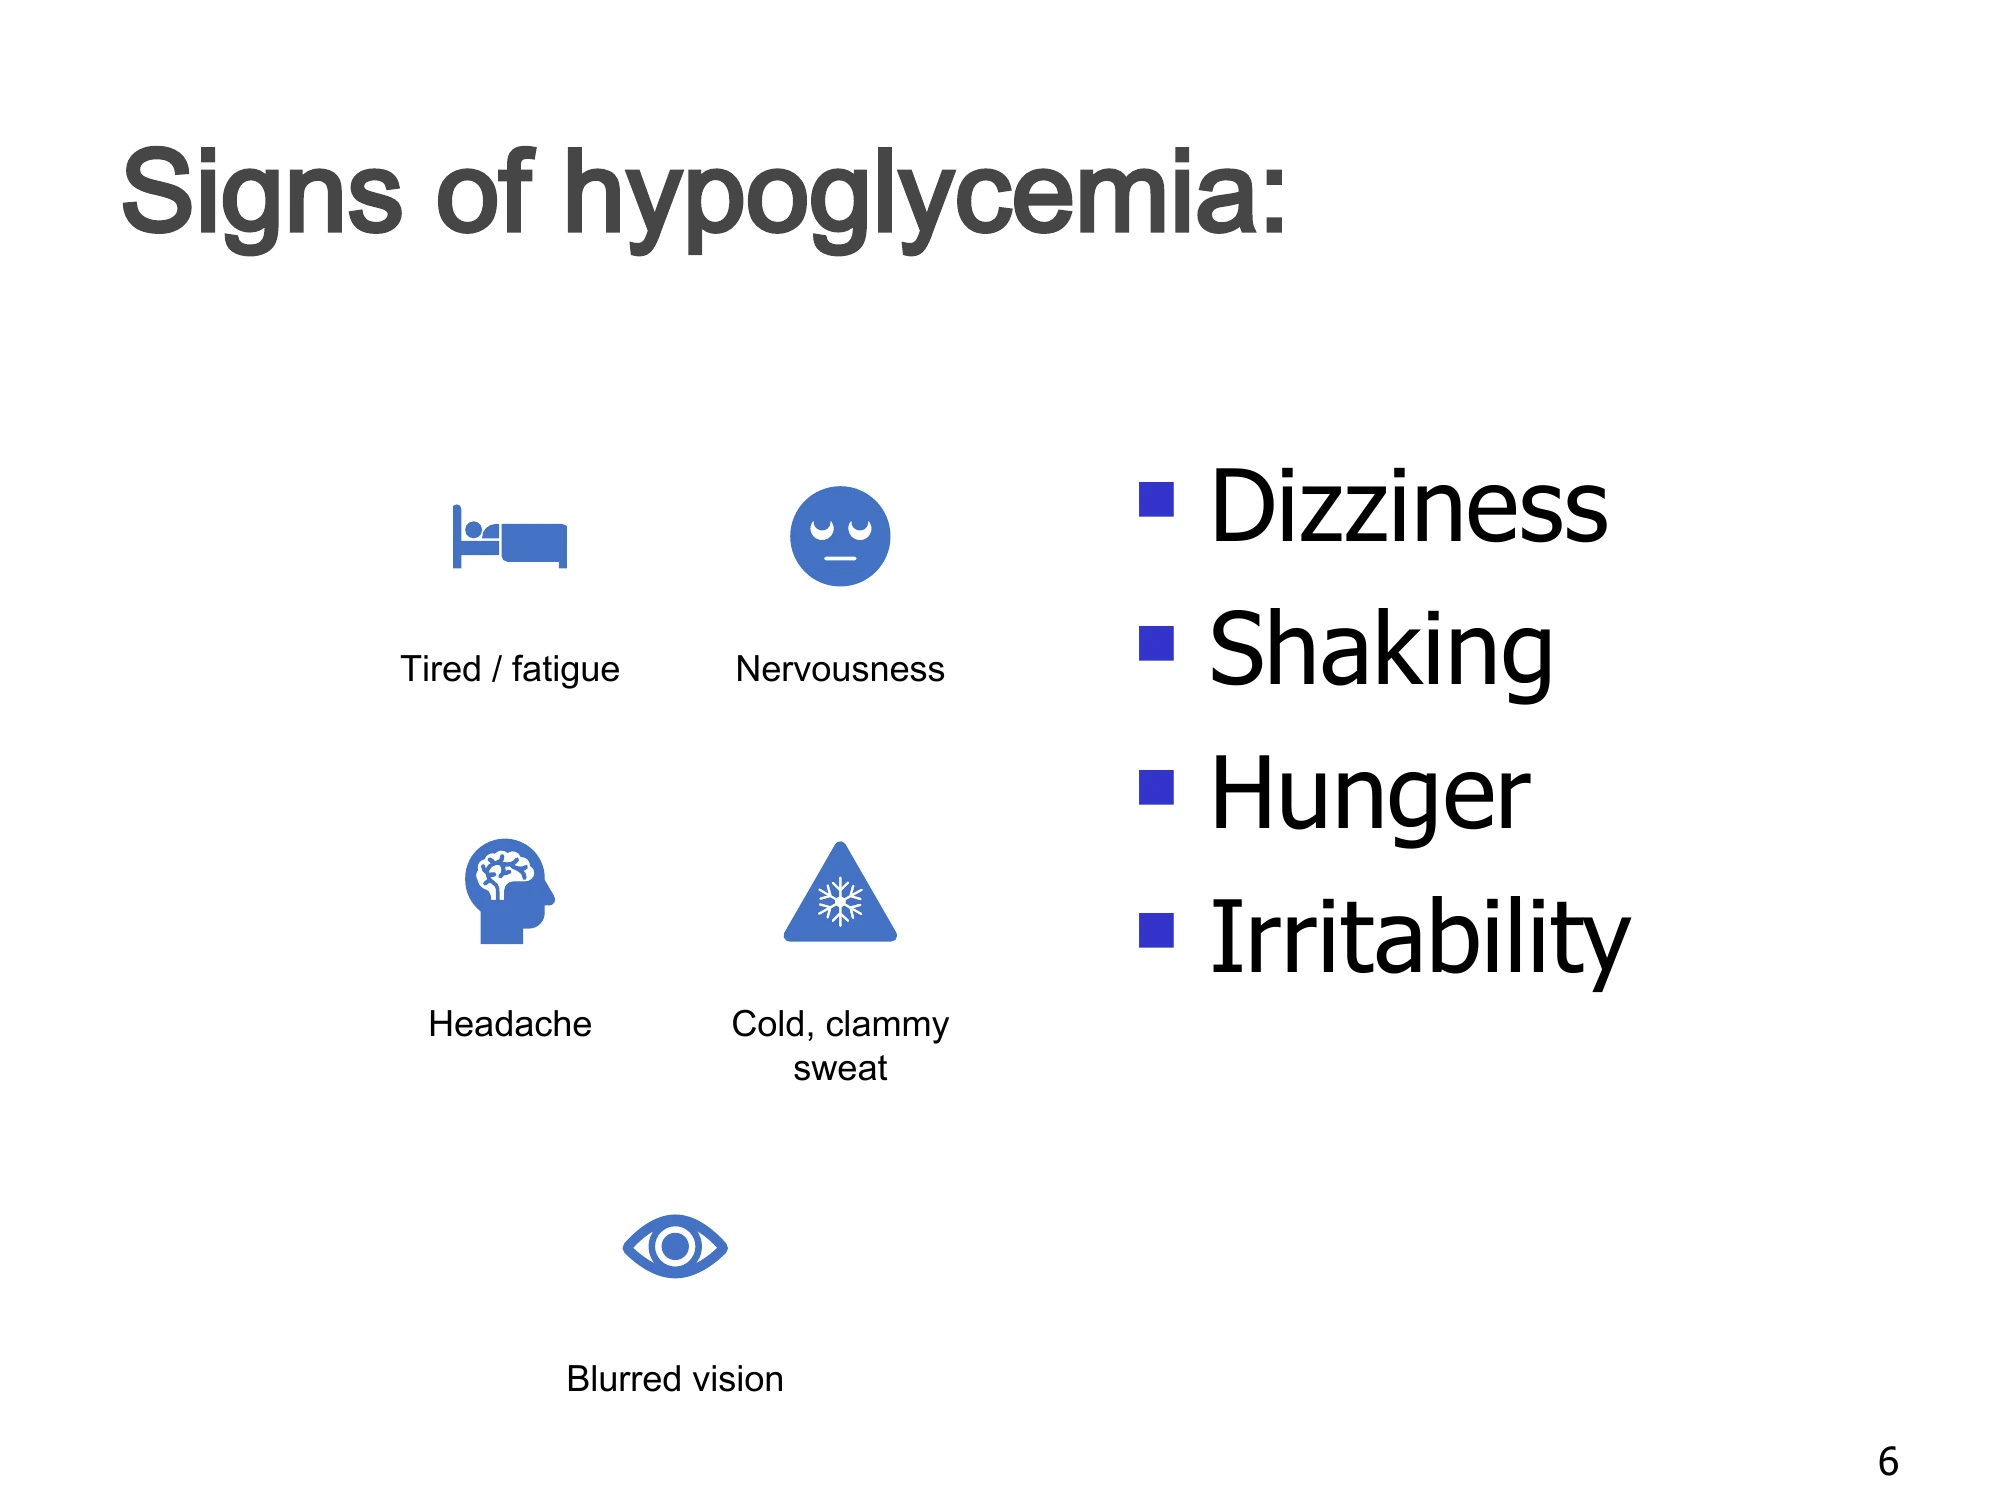 Signs of hypoglycemia:
Tired / fatigue
Nervousness
Headache
Cold, clammy
sweat
Blurred vision
Dizziness
Shaking
Hunger
Irritability
6